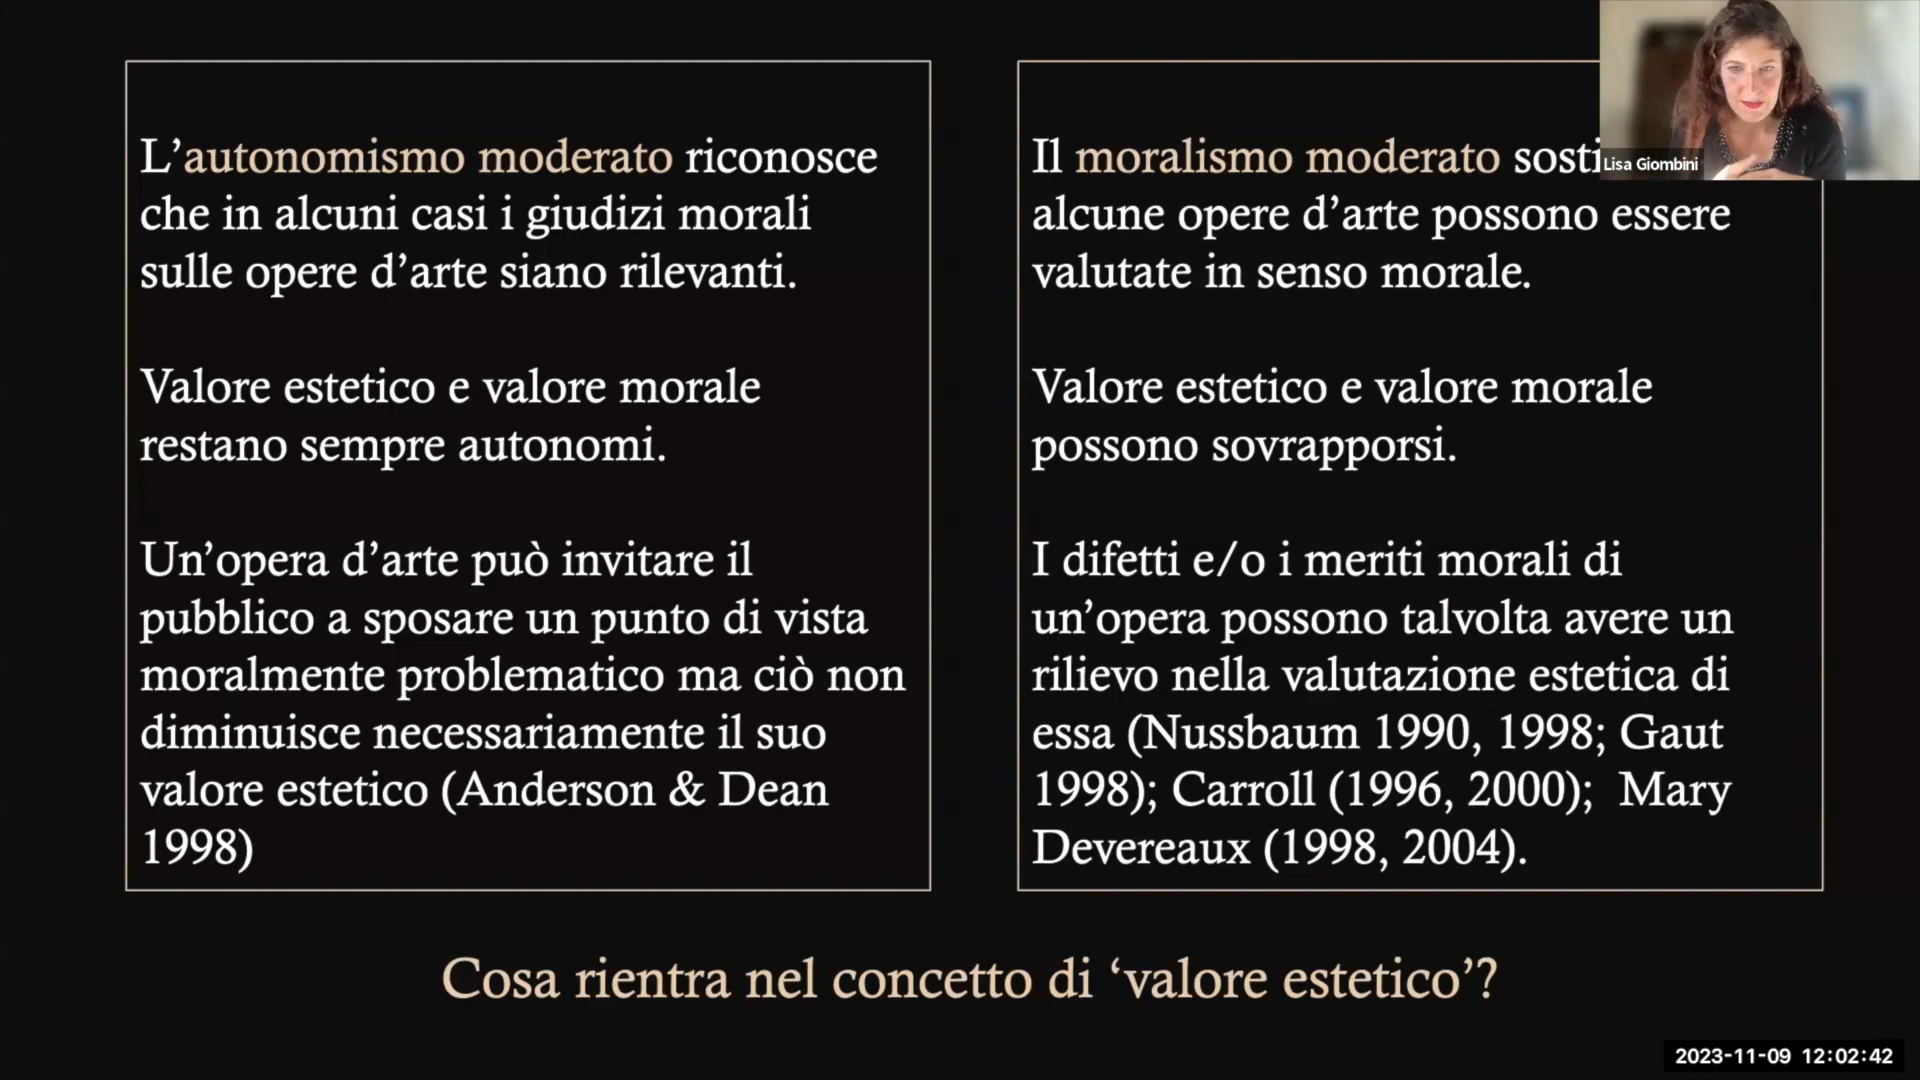 L’autonomismo moderato riconosce
che in alcuni casi i giudizi morali
sulle opere d’arte siano rilevanti.
Valore estetico e valore morale
restano sempre autonomi.
Un’opera d’arte può invitare il
pubblico a sposare un punto di vista
moralmente problematico ma ciò non
diminuisce necessariamente il suo
valore estetico (Anderson & Dean
1998)
Il moralismo moderato
alcune opere d’arte possono essere
valutate in senso morale.
Valore estetico e valore morale
possono sovrapporsi.
I difetti e/o i meriti morali di
un’opera possono talvolta avere un
rilievo nella valutazione estetica di
essa (Nussbaum 1990, 1998; Gaut
1998); Carroll (1996, 2000);  Mary
Devereaux (1998, 2004).
Cosa rientra nel concetto di ‘valore estetico’?
Lisa Giombini
2023-11-09 12:02:42